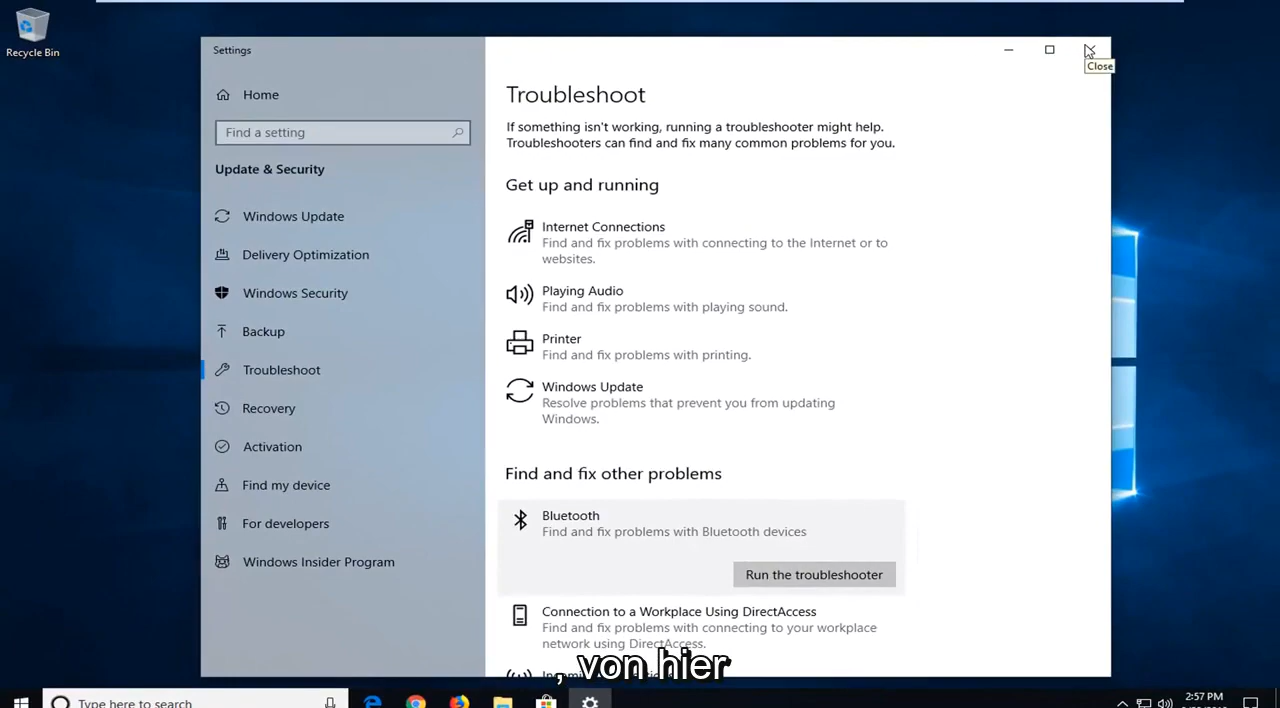 Recycle Bin
Settings
Close
Home
Find a setting
Update & Security
Windows Update
Delivery Optimization
Windows Security
Backup
Troubleshoot
Recovery
Activation
Find my device
For developers
Windows Insider Program
Troubleshoot
If something isn't working, running a troubleshooter might help.
Troubleshooters can find and fix many common problems for you.
Get up and running
Internet Connections
Find and fix problems with connecting to the Internet or to
websites.
Playing Audio
Find and fix problems with playing sound.
Printer
Find and fix problems with printing.
Windows Update
Resolve problems that prevent you from updating
Windows.
Find and fix other problems
Bluetooth
Find and fix problems with Bluetooth devices
Run the troubleshooter
Connection to a Workplace Using DirectAccess
Find and fix problems with connecting to your workplace
network using DirectAccess.
, von hier
Type here to search
2:57 PM